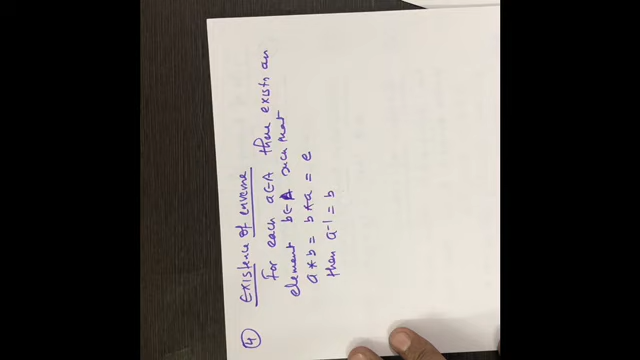 ④ Existence of inverse
For each a∈A there exists an
element b∈A such that
a * b = b * a = e
then a-1 = b